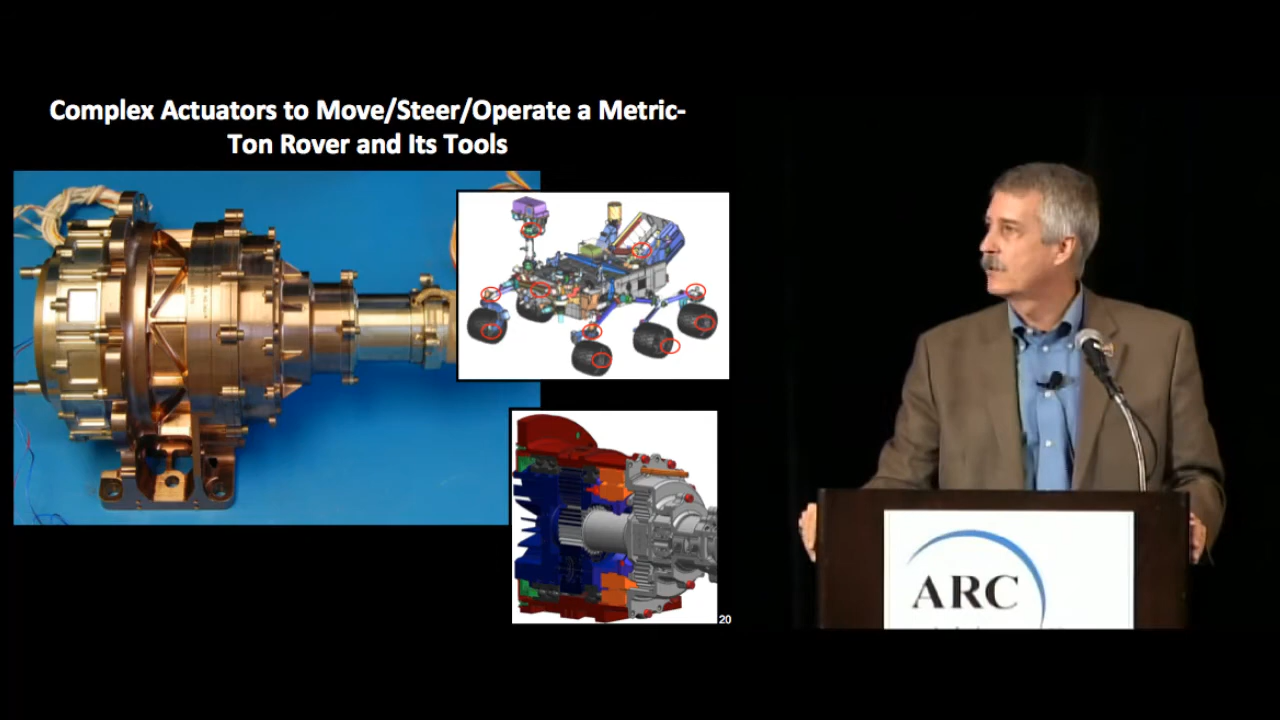 Complex Actuators to Move/Steer/Operate a Metric-
Ton Rover and Its Tools
20
ARC